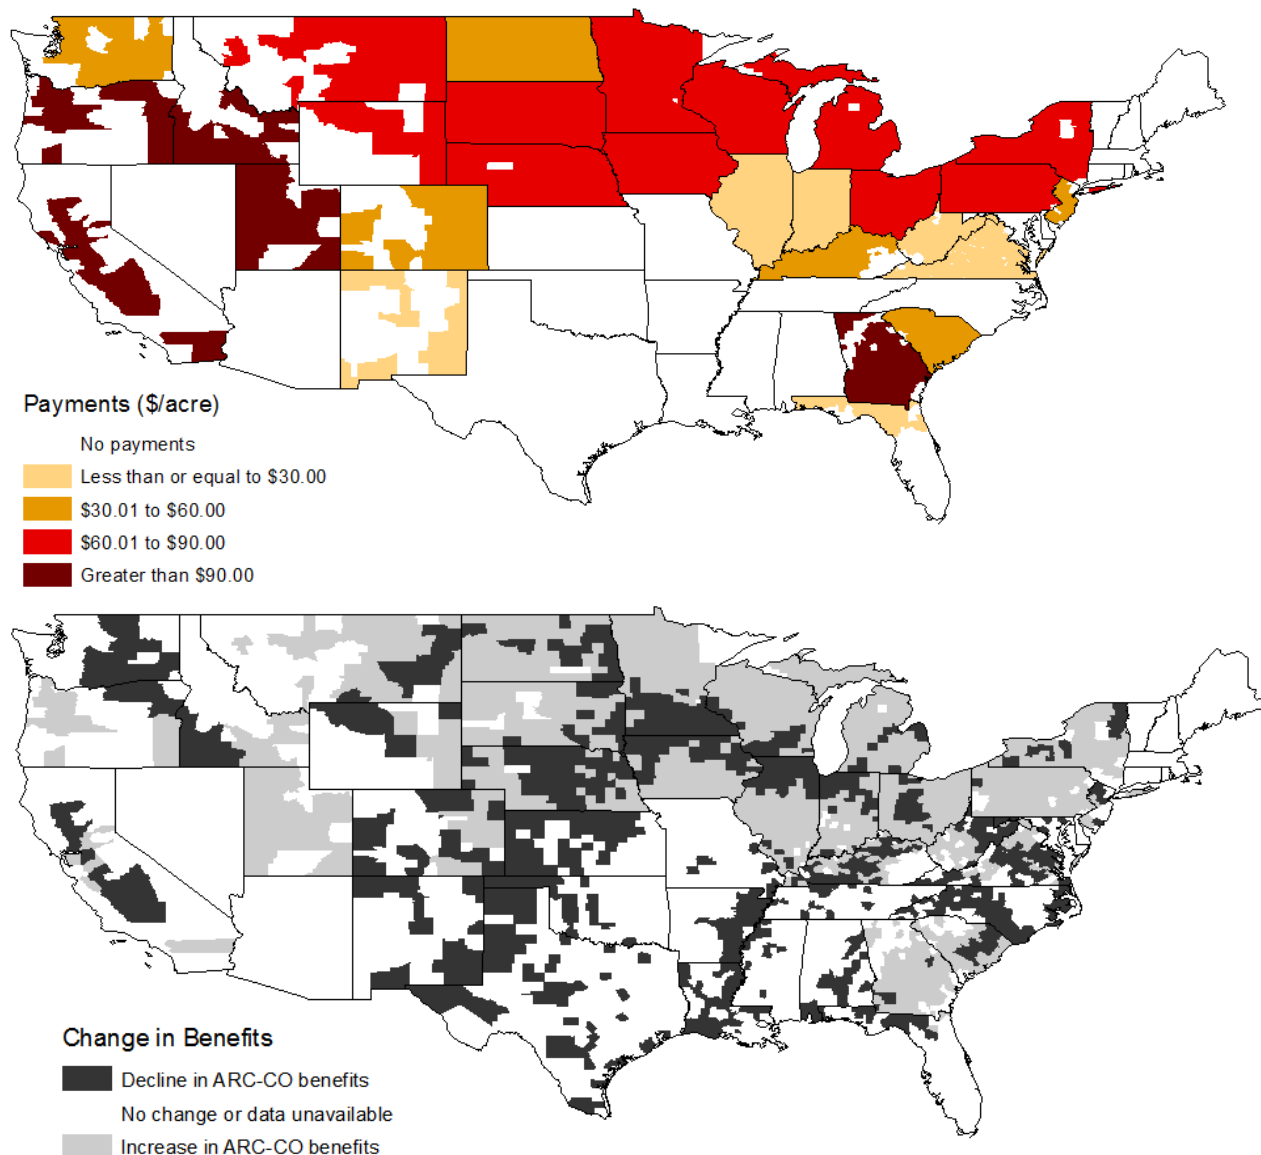 Payments ($/acre)
No payments
Less than or equal to $30.00
$30.01 to $60.00
$60.01 to $90.00
Greater than $90.00
Change in Benefits
Decline in ARC-CO benefits
No change or data unavailable
Increase in ARC-CO benefits